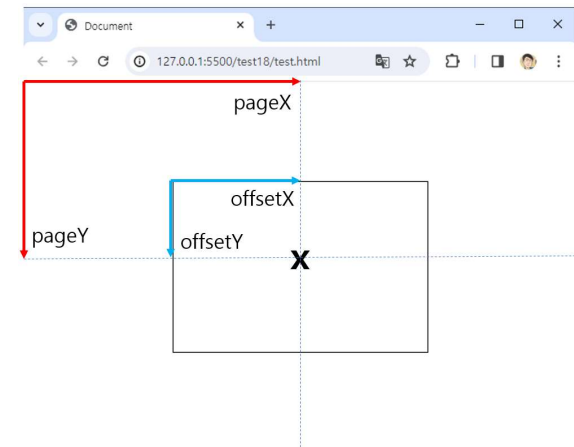 Document
127.0.0.1:5500/test18/test.html
pageX
offsetX
pageY
offsetY
X